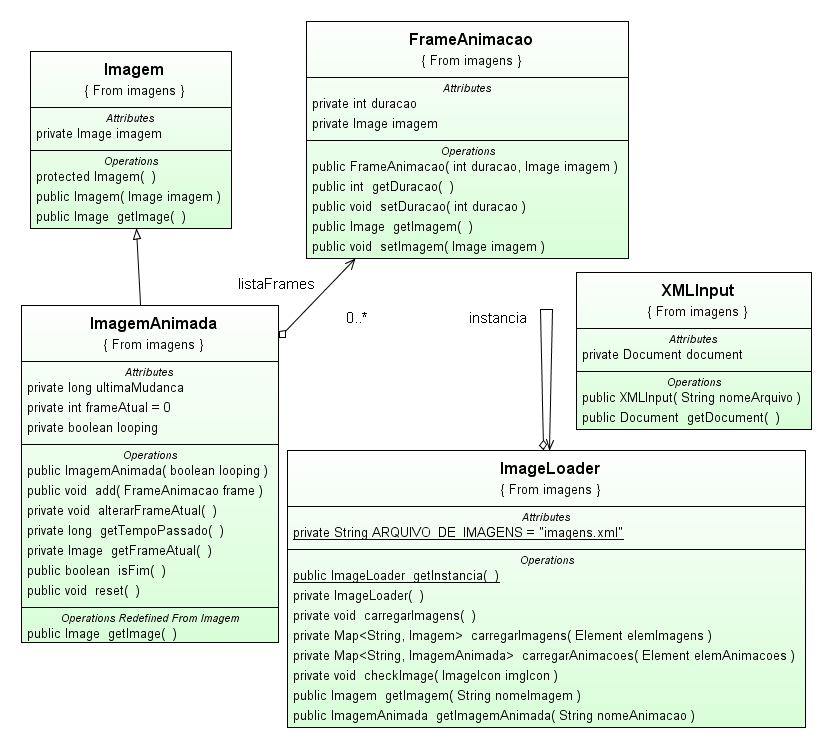 Imagem
{ From imagens }
Attributes
private Image imagem
Operations
protected Imagem( )
public Imagem( Image imagem )
public Image getImage( )
FrameAnimacao
{ From imagens }
Attributes
private int duracao
private Image imagem
Operations
public FrameAnimacao( int duracao, Image imagem )
public int getDuracao( )
public void setDuracao( int duracao )
public Image getImagem( )
public void setImagem( Image imagem )
listaFrames
0..*
instancia
XMLInput
{ From imagens }
Attributes
private Document document
Operations
public XMLInput( String nomeArquivo )
public Document getDocument( )
ImagemAnimada
{ From imagens }
Attributes
private long ultimaMudanca
private int frameAtual = 0
private boolean looping
Operations
public ImagemAnimada( boolean looping )
public void add( FrameAnimacao frame )
private void alterarFrameAtual( )
private long getTempoPassado( )
private Image getFrameAtual( )
public boolean isFim( )
public void reset( )
Operations Redefined From Imagem
public Image getImage( )
ImageLoader
{ From imagens }
Attributes
private String ARQUIVO_DE_IMAGENS = "imagens.xml"
Operations
public ImageLoader getInstancia( )
private ImageLoader( )
private void carregarImagens( )
private Map<String, Imagem> carregarImagens( Element elemImagens )
private Map<String, ImagemAnimada> carregarAnimacoes( Element elemAnimacoes )
private void checkImage( ImageIcon imgIcon )
public Imagem getImagem( String nomeImagem )
public ImagemAnimada getImagemAnimada( String nomeAnimacao )